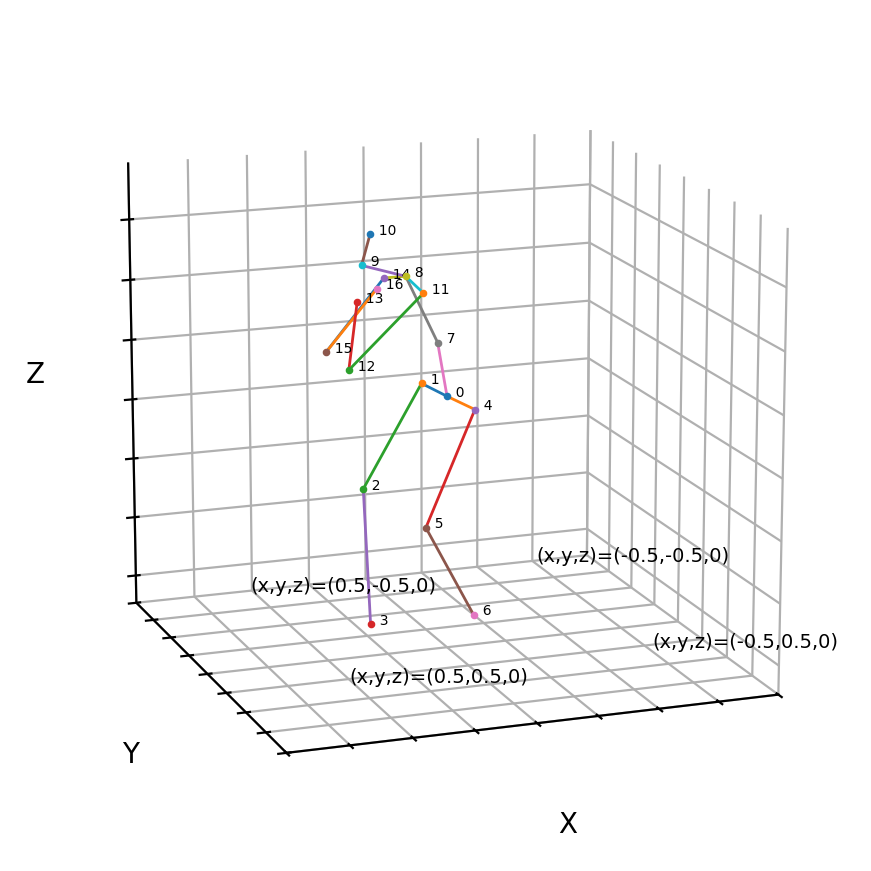 10
9
14
8
16
11
13
7
15
12
1
0
4
Z
2
5
(x,y,z)=(-0.5,-0.5,0)
(x,y,z)=(0.5,-0.5,0)
6
3
(x,y,z)=(-0.5,0.5,0)
(x,y,z)=(0.5,0.5,0)
Y
X